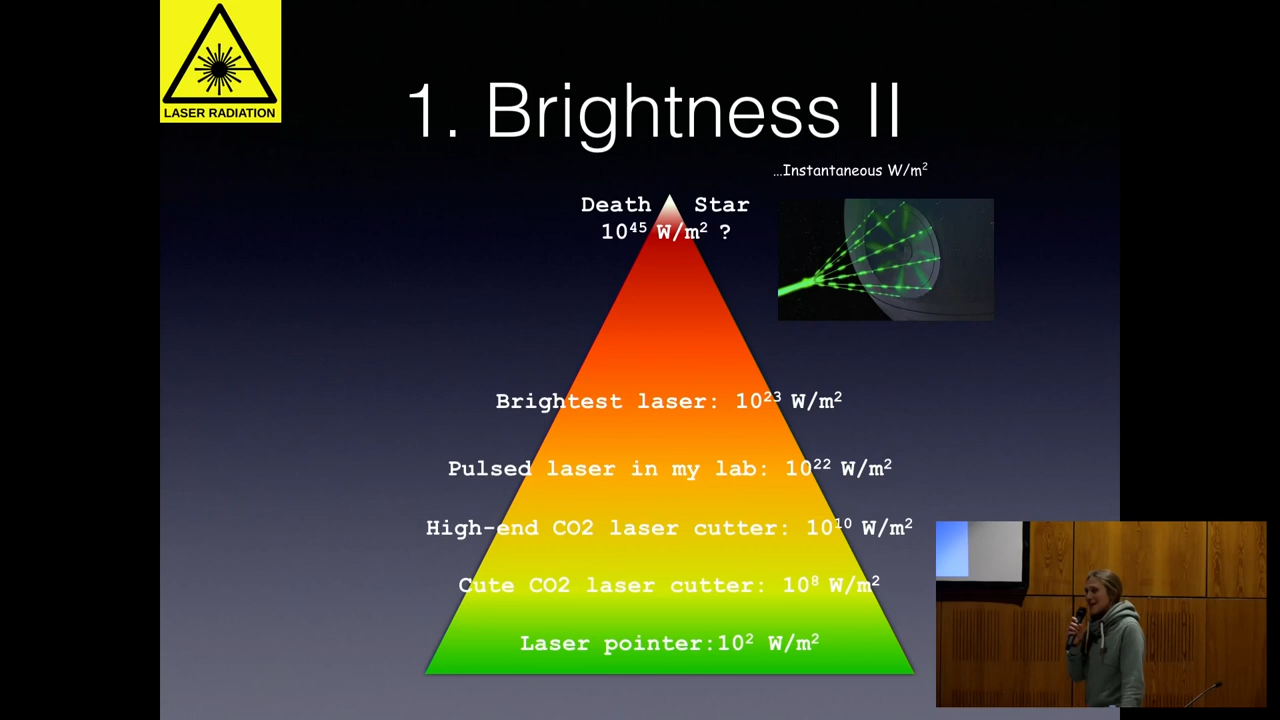 LASER RADIATION
1. Brightness II
...Instantaneous W/m²
Death Star
10⁴⁵ W/m² ?
Brightest laser: 10²³ W/m²
Pulsed laser in my lab: 10²² W/m²
High-end CO2 laser cutter: 10¹⁰ W/m²
Cute CO2 laser cutter: 10⁸ W/m²
Laser pointer:10² W/m²